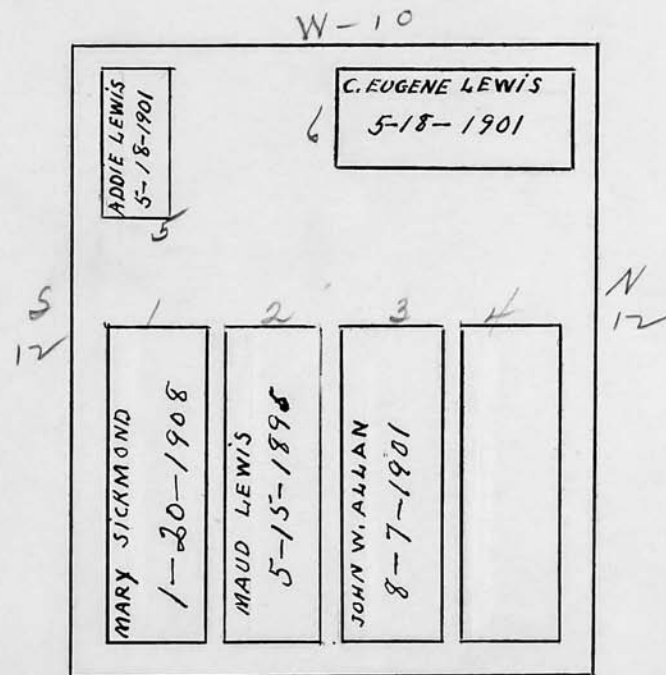 W-10
ADDIE LEWIS
5-18-1901
5
C. EUGENE LEWIS
5-18-1901
6
S
12
N
12
1
2
3
4
MARY SICKMOND
1-20-1908
MAUD LEWIS
5-15-1895
JOHN W. ALLAN
8-7-1901